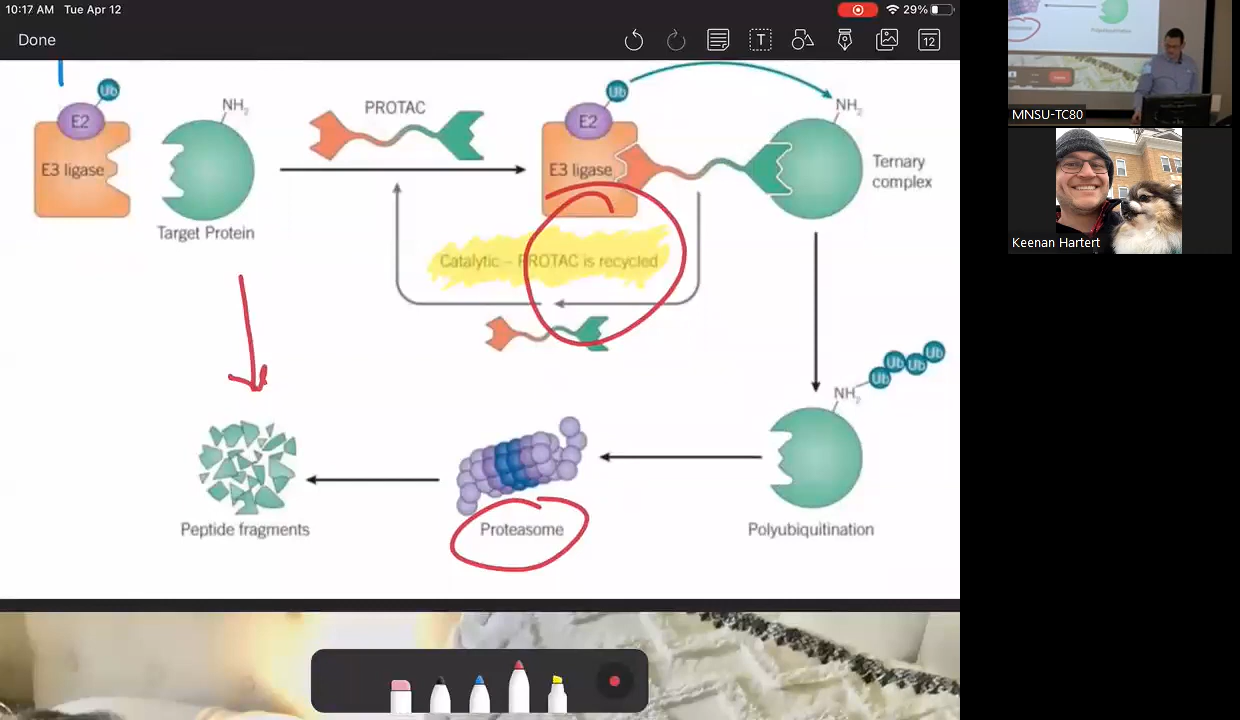 10:17 AM Tue Apr 12
29%
Done
T
12
Ub
E2
E3 ligase
NH2
Target Protein
PROTAC
Ub
E2
E3 ligase
NH2
Ternary
complex
Catalytic – PROTAC is recycled
NH2
Ub
Ub
Ub
Ub
Peptide fragments
Proteasome
Polyubiquitination
MNSU-TC80
Keenan Hartert